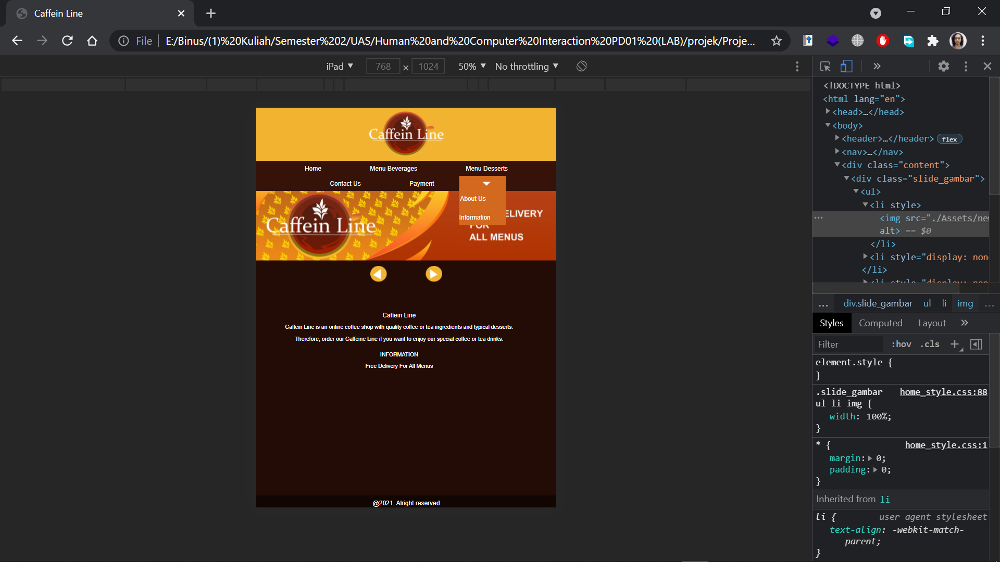 Caffein Line
File
E:/Binus/(1)%20Kuliah/Semester%202/UAS/Human%20and%20Computer%20Interaction%20PD01%20(LAB)/projek/Proje...
iPad
768
×
1024
50%
No throttling
Caffein Line
Home
Menu Beverages
Menu Desserts
Contact Us
Payment
About Us
Information
Caffein Line
ELIVERY
FOR
ALL MENUS
Caffein Line
Caffein Line is an online coffee shop with quality coffee or tea ingredients and typical desserts.
Therefore, order our Caffeine Line if you want to enjoy our special coffee or tea drinks.
INFORMATION
Free Delivery For All Menus
@2021, Alright reserved
<!DOCTYPE html>
<html lang="en">
<head>…</head>
<body>
<header>…</header> flex
<nav>…</nav>
<div class="content">
<div class="slide_gambar">
<ul>
<li style>
... <img src="./Assets/ne
alt> == $0
</li>
<li style="display: non
</li>
<li style="display: non
... div.slide_gambar ul li img ...
Styles Computed Layout
Filter :hov .cls
element.style {
}
.slide_gambar home_style.css:88
ul li img {
width: 100%;
}
* { home_style.css:1
margin: 0;
padding: 0;
}
Inherited from li
li { user agent stylesheet
text-align: -webkit-match-
parent;
}